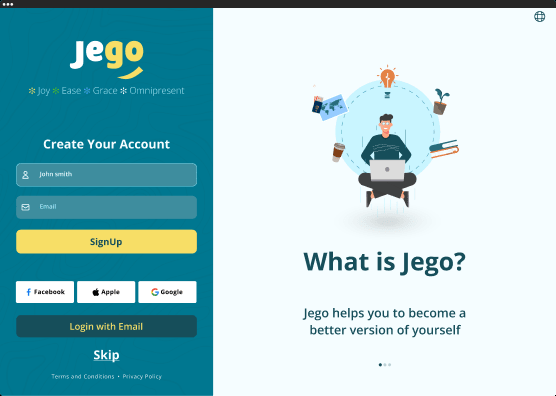 Jego
Joy Ease Grace Omnipresent
Create Your Account
John smith
Email
SignUp
Facebook Apple Google
Login with Email
Skip
Terms and Conditions • Privacy Policy
What is Jego?
Jego helps you to become a
better version of yourself